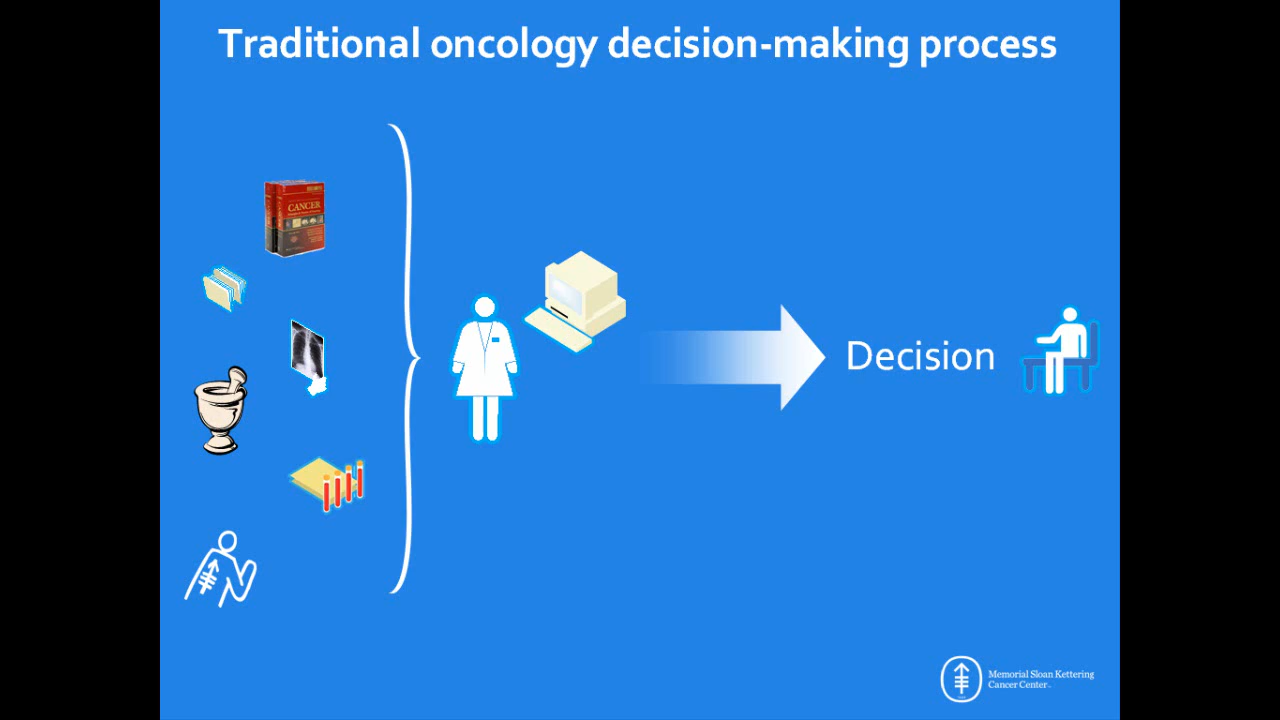 Traditional oncology decision-making process
CANCER
Decision
Memorial Sloan Kettering
Cancer Center